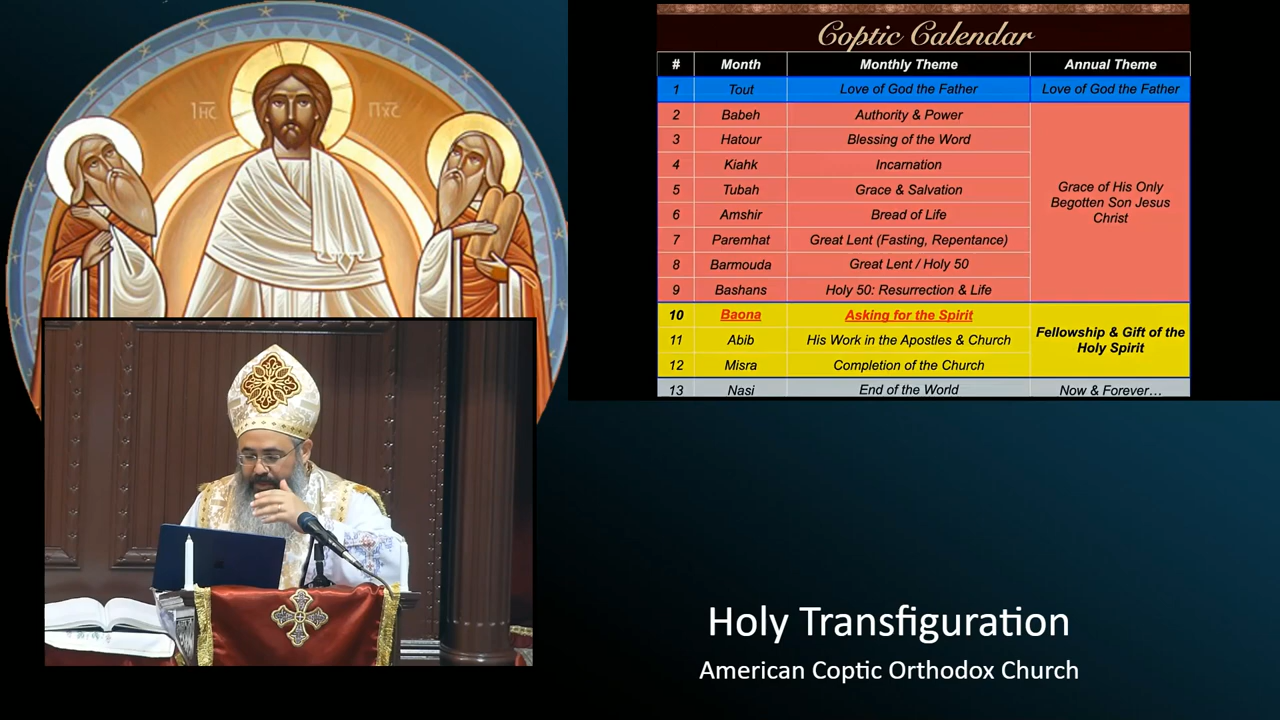 ΙΗC ΠΧC
Coptic Calendar
# Month Monthly Theme Annual Theme
1 Tout Love of God the Father Love of God the Father
2 Babeh Authority & Power
3 Hatour Blessing of the Word
4 Kiahk Incarnation
5 Tubah Grace & Salvation
6 Amshir Bread of Life
7 Paremhat Great Lent (Fasting, Repentance)
8 Barmouda Great Lent / Holy 50
9 Bashans Holy 50: Resurrection & Life
Grace of His Only
Begotten Son Jesus
Christ
10 Baona Asking for the Spirit
11 Abib His Work in the Apostles & Church
12 Misra Completion of the Church
Fellowship & Gift of the
Holy Spirit
13 Nasi End of the World Now & Forever…
Holy Transfiguration
American Coptic Orthodox Church